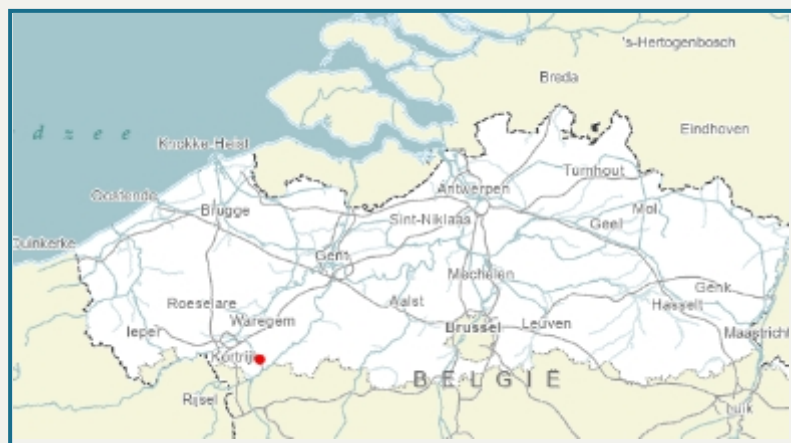 's-Hertogenbosch
Breda
Eindhoven
d z e e
Knokke-Heist
Turnhout
Oostende
Antwerpen
Mol
Brugge
Sint-Niklaas
Geel
Duinkerke
Gent
Mechelen
Genk
Roeselare
Aalst
Hasselt
Waregem
Ieper
Brussel
Leuven
Maastricht
Kortrijk
BELGIË
Rijsel
Luik